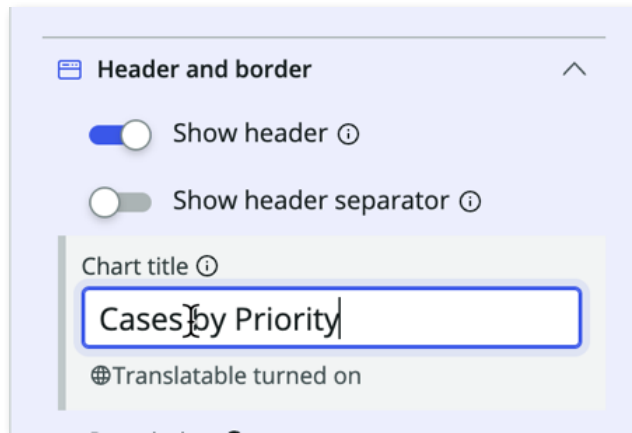 Header and border
Show header
Show header separator
Chart title
Cases by Priority
Translatable turned on